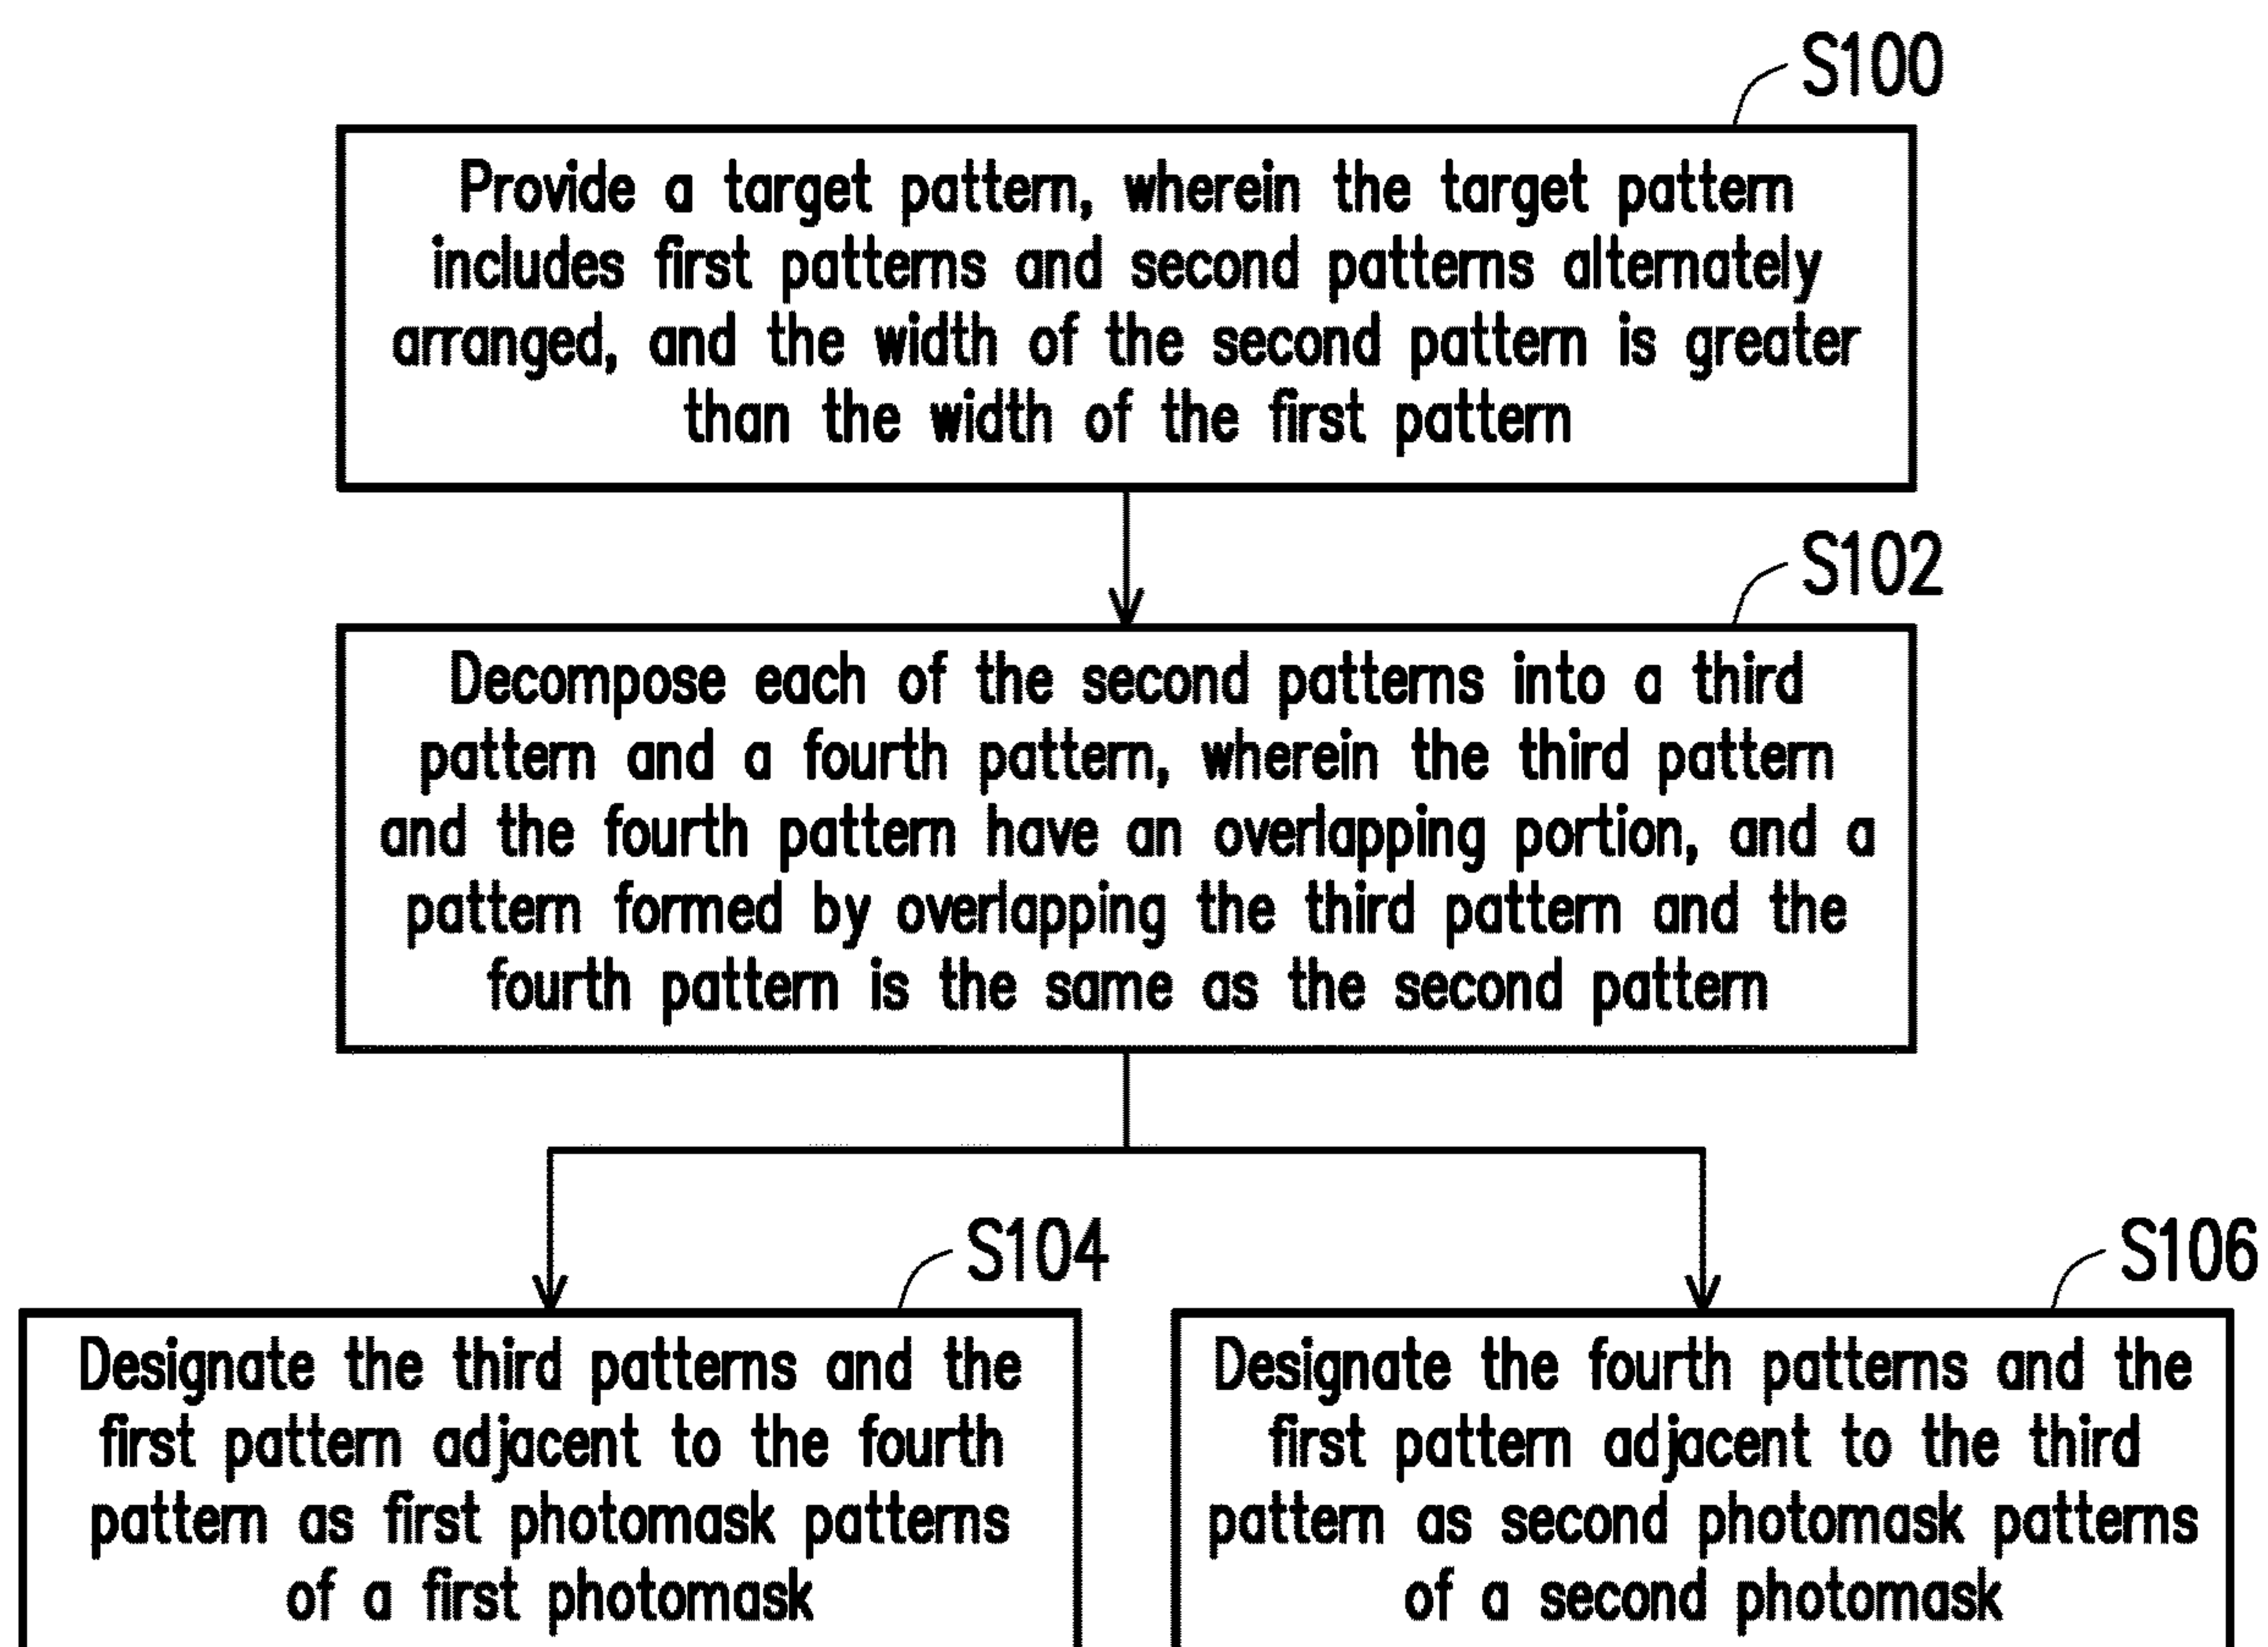 S100
Provide a target pattern, wherein the target pattern
includes first patterns and second patterns alternately
arranged, and the width of the second pattern is greater
than the width of the first pattern
S102
Decompose each of the second patterns into a third
pattern and a fourth pattern, wherein the third pattern
and the fourth pattern have an overlapping portion, and a
pattern formed by overlapping the third pattern and the
fourth pattern is the same as the second pattern
S104
Designate the third patterns and the
first pattern adjacent to the fourth
pattern as first photomask patterns
of a first photomask
S106
Designate the fourth patterns and the
first pattern adjacent to the third
pattern as second photomask patterns
of a second photomask